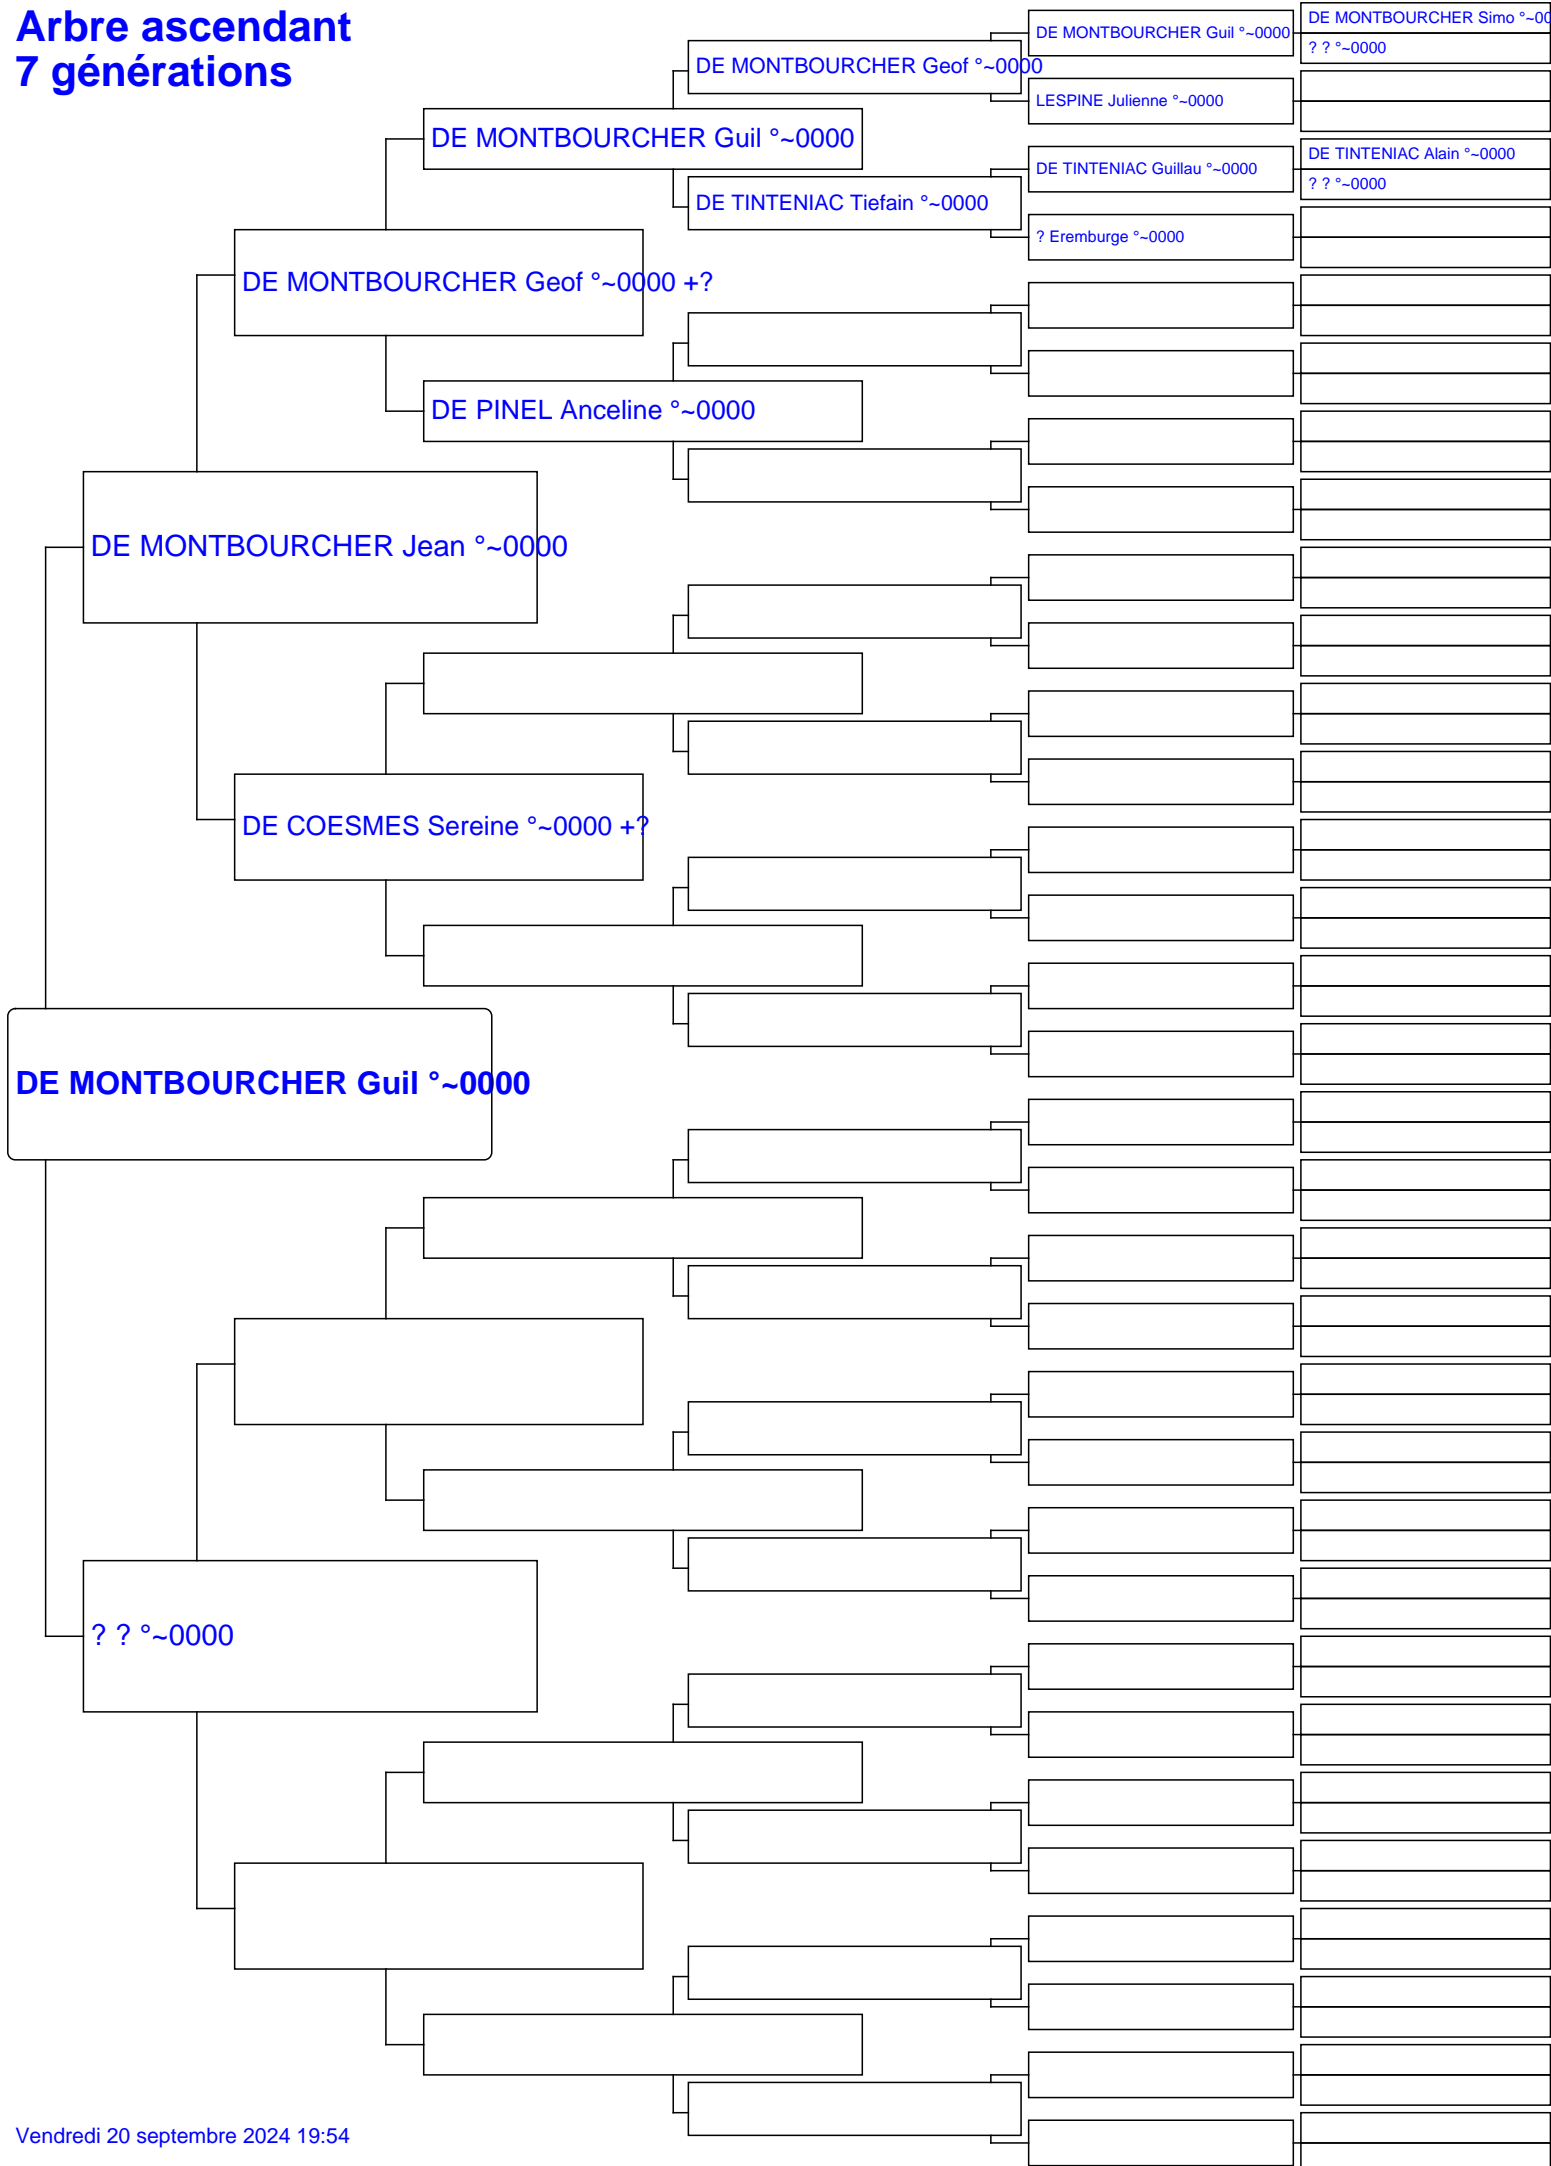 Arbre ascendant
7 générations
DE MONTBOURCHER Simo °~00
DE MONTBOURCHER Guil °~0000
? ? °~0000
DE MONTBOURCHER Geof °~0000
LESPINE Julienne °~0000
DE MONTBOURCHER Guil °~0000
DE TINTENIAC Alain °~0000
DE TINTENIAC Guillau °~0000
? ? °~0000
DE TINTENIAC Tiefain °~0000
? Eremburge °~0000
DE MONTBOURCHER Geof °~0000 +?
DE PINEL Anceline °~0000
DE MONTBOURCHER Jean °~0000
DE COESMES Sereine °~0000 +?
DE MONTBOURCHER Guil °~0000
? ? °~0000
Vendredi 20 septembre 2024 19:54